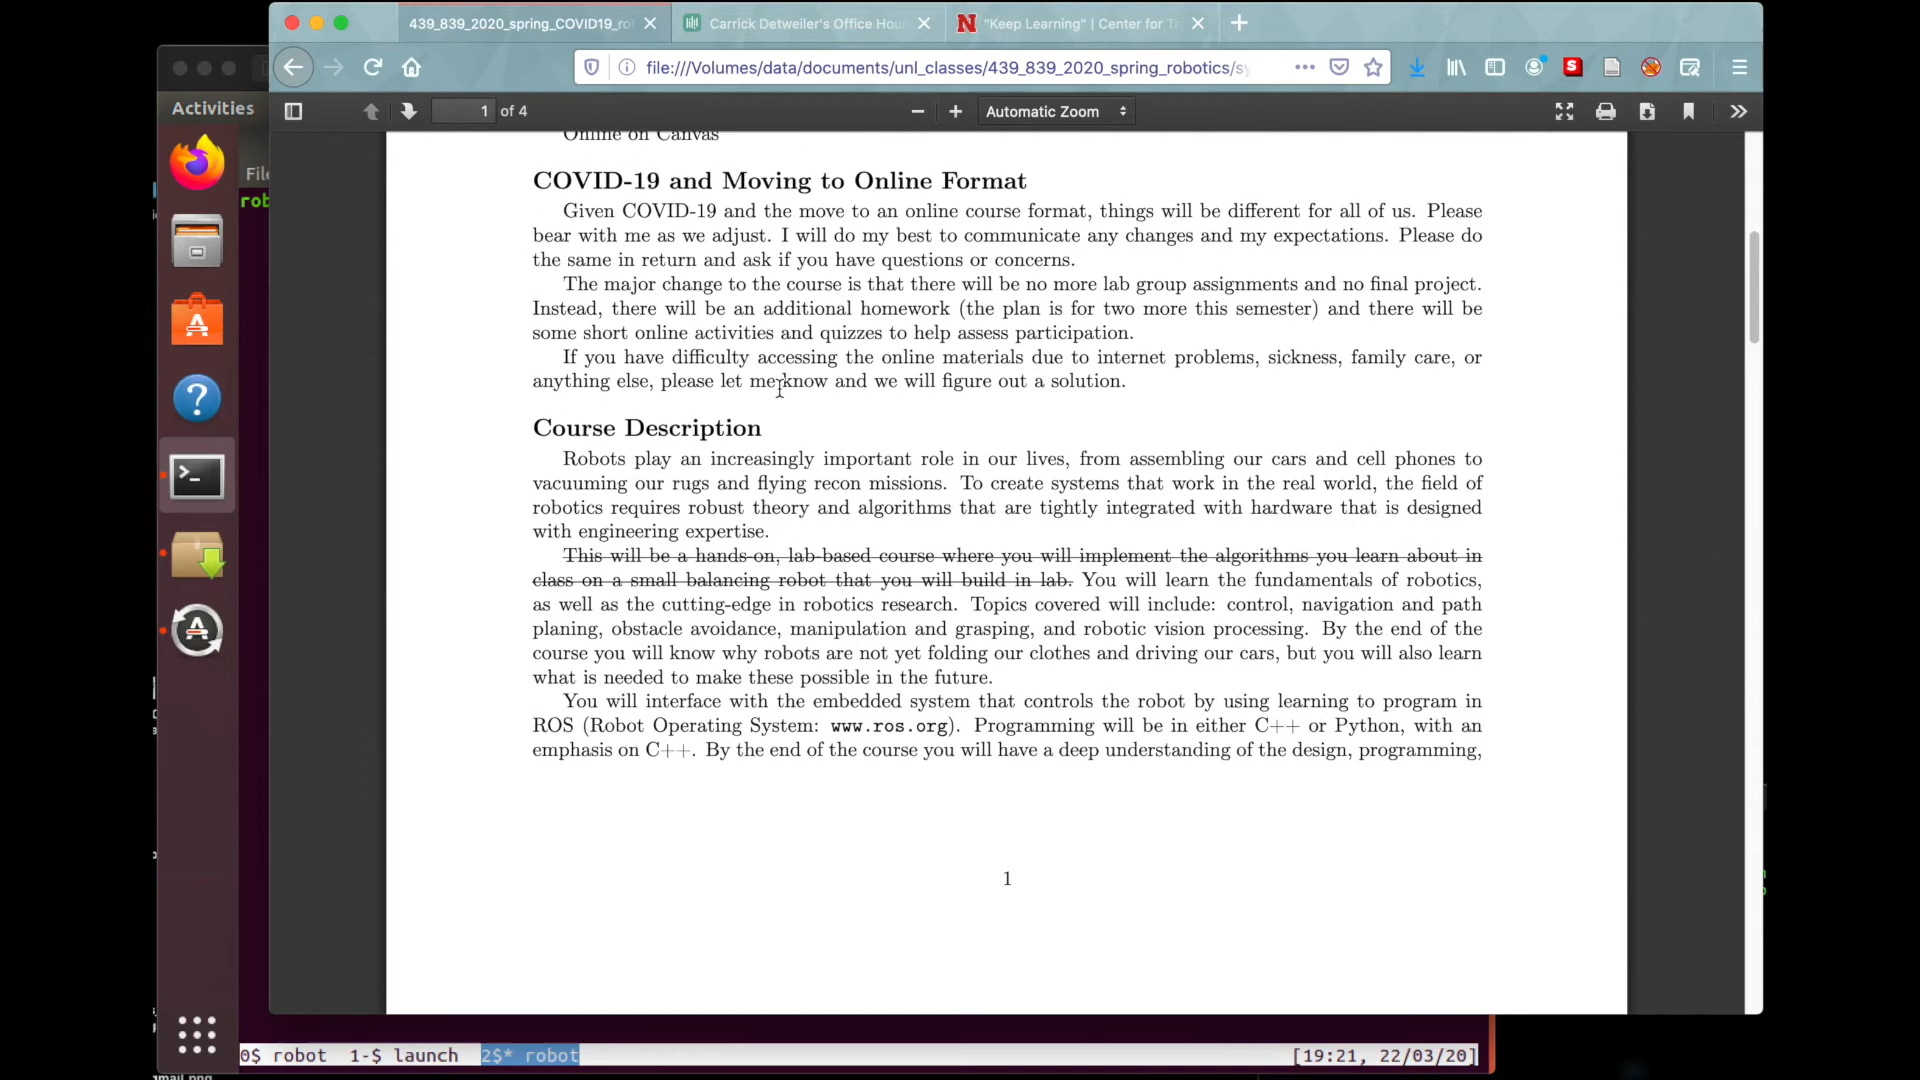 439_839_2020_spring_COVID19_ro
Carrick Detweiler's Office Hou
"Keep Learning" | Center for Tr
file:///Volumes/data/documents/unl_classes/439_839_2020_spring_robotics/sy
Activities
1 of 4
Automatic Zoom
File
rob
Online on Canvas
COVID-19 and Moving to Online Format
Given COVID-19 and the move to an online course format, things will be different for all of us. Please
bear with me as we adjust. I will do my best to communicate any changes and my expectations. Please do
the same in return and ask if you have questions or concerns.
The major change to the course is that there will be no more lab group assignments and no final project.
Instead, there will be an additional homework (the plan is for two more this semester) and there will be
some short online activities and quizzes to help assess participation.
If you have difficulty accessing the online materials due to internet problems, sickness, family care, or
anything else, please let me know and we will figure out a solution.
Course Description
Robots play an increasingly important role in our lives, from assembling our cars and cell phones to
vacuuming our rugs and flying recon missions. To create systems that work in the real world, the field of
robotics requires robust theory and algorithms that are tightly integrated with hardware that is designed
with engineering expertise.
This will be a hands-on, lab-based course where you will implement the algorithms you learn about in
class on a small balancing robot that you will build in lab. You will learn the fundamentals of robotics,
as well as the cutting-edge in robotics research. Topics covered will include: control, navigation and path
planing, obstacle avoidance, manipulation and grasping, and robotic vision processing. By the end of the
course you will know why robots are not yet folding our clothes and driving our cars, but you will also learn
what is needed to make these possible in the future.
You will interface with the embedded system that controls the robot by using learning to program in
ROS (Robot Operating System: www.ros.org). Programming will be in either C++ or Python, with an
emphasis on C++. By the end of the course you will have a deep understanding of the design, programming,
1
0$ robot 1-$ launch 2$* robot
[19:21, 22/03/20]
gmail.png